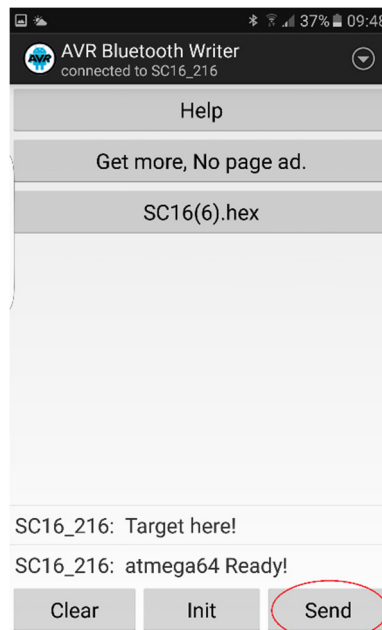 37% 09:48
AVR Bluetooth Writer
connected to SC16_216
Help
Get more, No page ad.
SC16(6).hex
SC16_216: Target here!
SC16_216: atmega64 Ready!
Clear Init Send